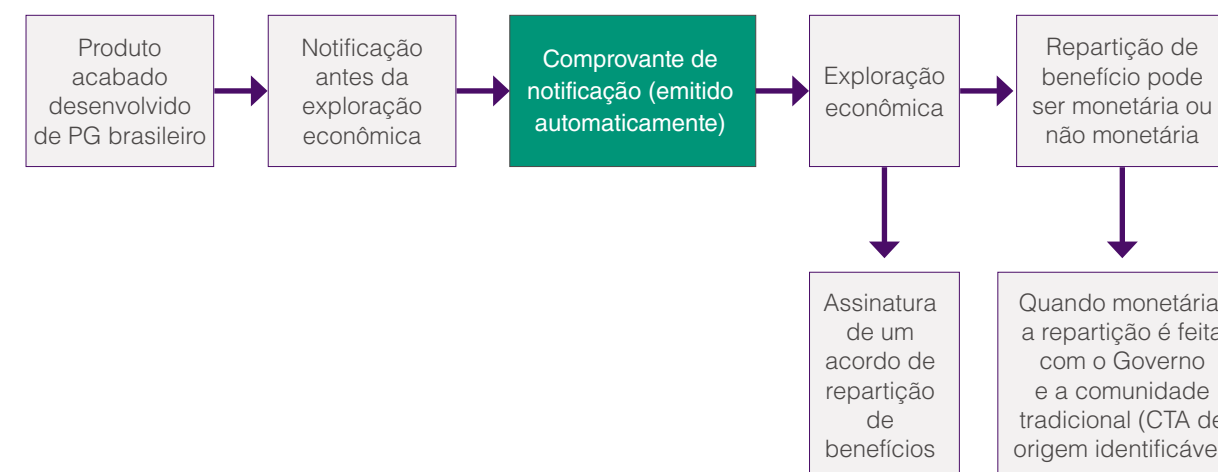 Produto
acabado
desenvolvido
de PG brasileiro
Notificação
antes da
exploração
econômica
Comprovante de
notificação (emitido
automaticamente)
Exploração
econômica
Repartição de
benefício pode
ser monetária ou
não monetária
Assinatura
de um
acordo de
repartição
de
benefícios
Quando monetária
a repartição é feita
com o Governo
e a comunidade
tradicional (CTA de
origem identificável